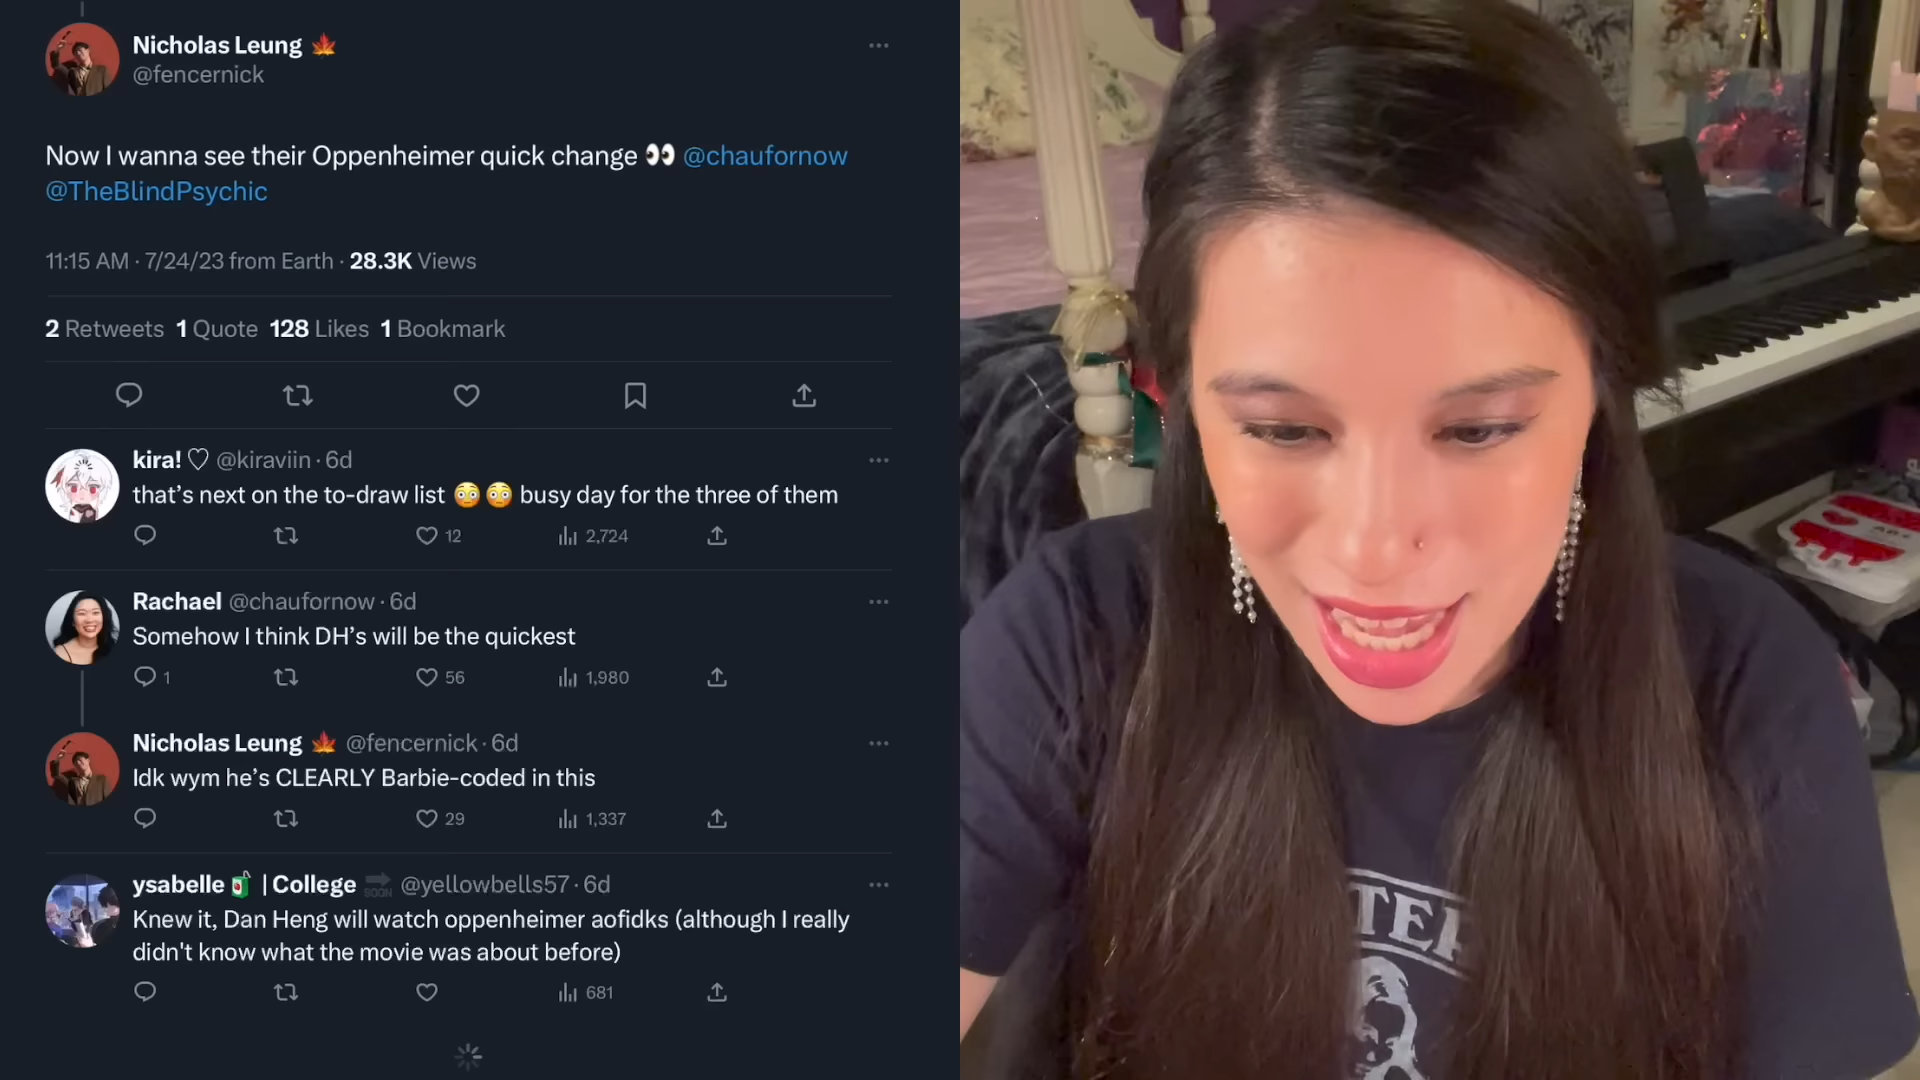 Nicholas Leung 🍁
@fencernick
Now I wanna see their Oppenheimer quick change 👀 @chaufornow
@TheBlindPsychic
11:15 AM · 7/24/23 from Earth · 28.3K Views
2 Retweets 1 Quote 128 Likes 1 Bookmark
kira! ♡ @kiraviin · 6d
that’s next on the to-draw list 😳😳 busy day for the three of them
12 2,724
Rachael @chaufornow · 6d
Somehow I think DH’s will be the quickest
1 56 1,980
Nicholas Leung 🍁 @fencernick · 6d
Idk wym he’s CLEARLY Barbie-coded in this
29 1,337
ysabelle 🧃 | College 🔜 @yellowbells57 · 6d
Knew it, Dan Heng will watch oppenheimer aofidks (although I really
didn't know what the movie was about before)
681